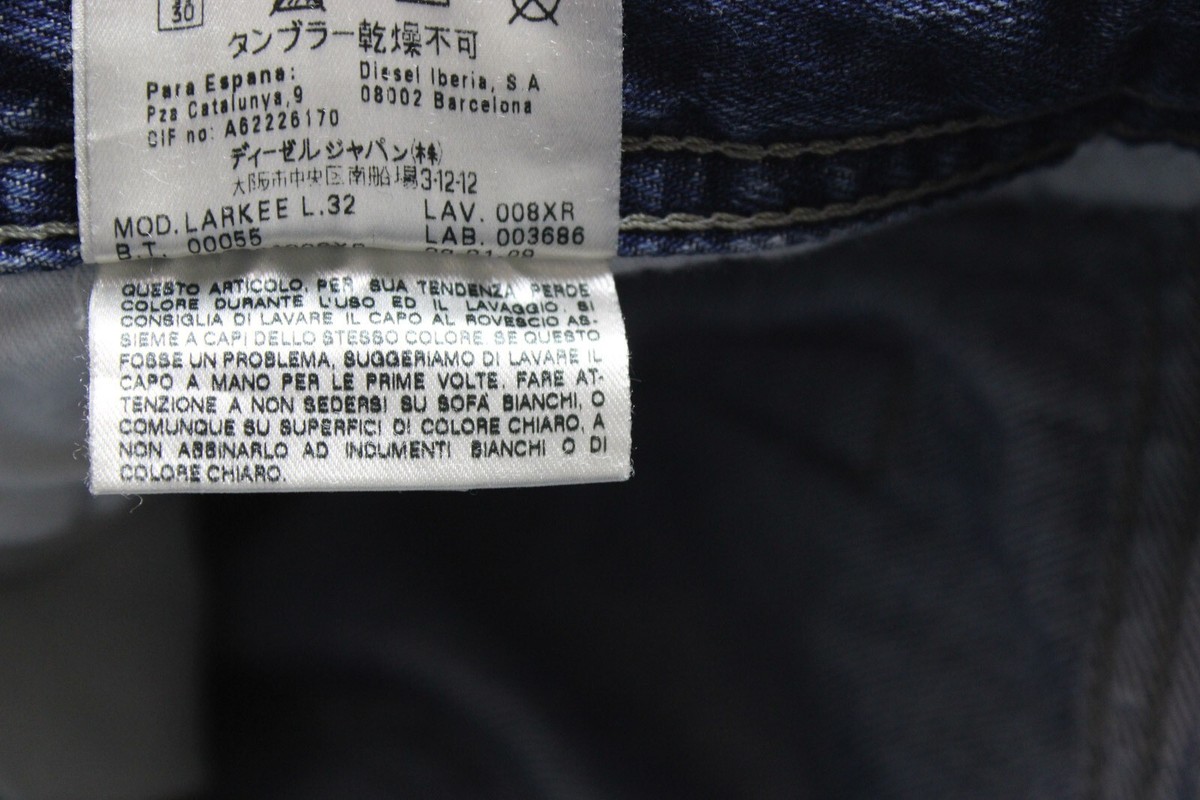 30
タンブラー乾燥不可
Para Espana: Diesel Iberia, S.A
Pza Catalunya,9 08002 Barcelona
CIF no: A62226170
ディーゼルジャパン㈱
大阪市中央区南船場3-12-12
MOD. LARKEE L.32 LAV. 008XR
B.T. 00055 LAB. 003686
QUESTO ARTICOLO, PER SUA TENDENZA PERDE
COLORE DURANTE L'USO ED IL LAVAGGIO. SI
CONSIGLIA DI LAVARE IL CAPO AL ROVESCIO AS-
SIEME A CAPI DELLO STESSO COLORE SE QUESTO
FOSSE UN PROBLEMA, SUGGERIAMO DI LAVARE IL
CAPO A MANO PER LE PRIME VOLTE. FARE AT-
TENZIONE A NON SEDERSI SU SOFA' BIANCHI, O
COMUNQUE SU SUPERFICI DI COLORE CHIARO, A
NON ABBINARLO AD INDUMENTI BIANCHI O DI
COLORE CHIARO.